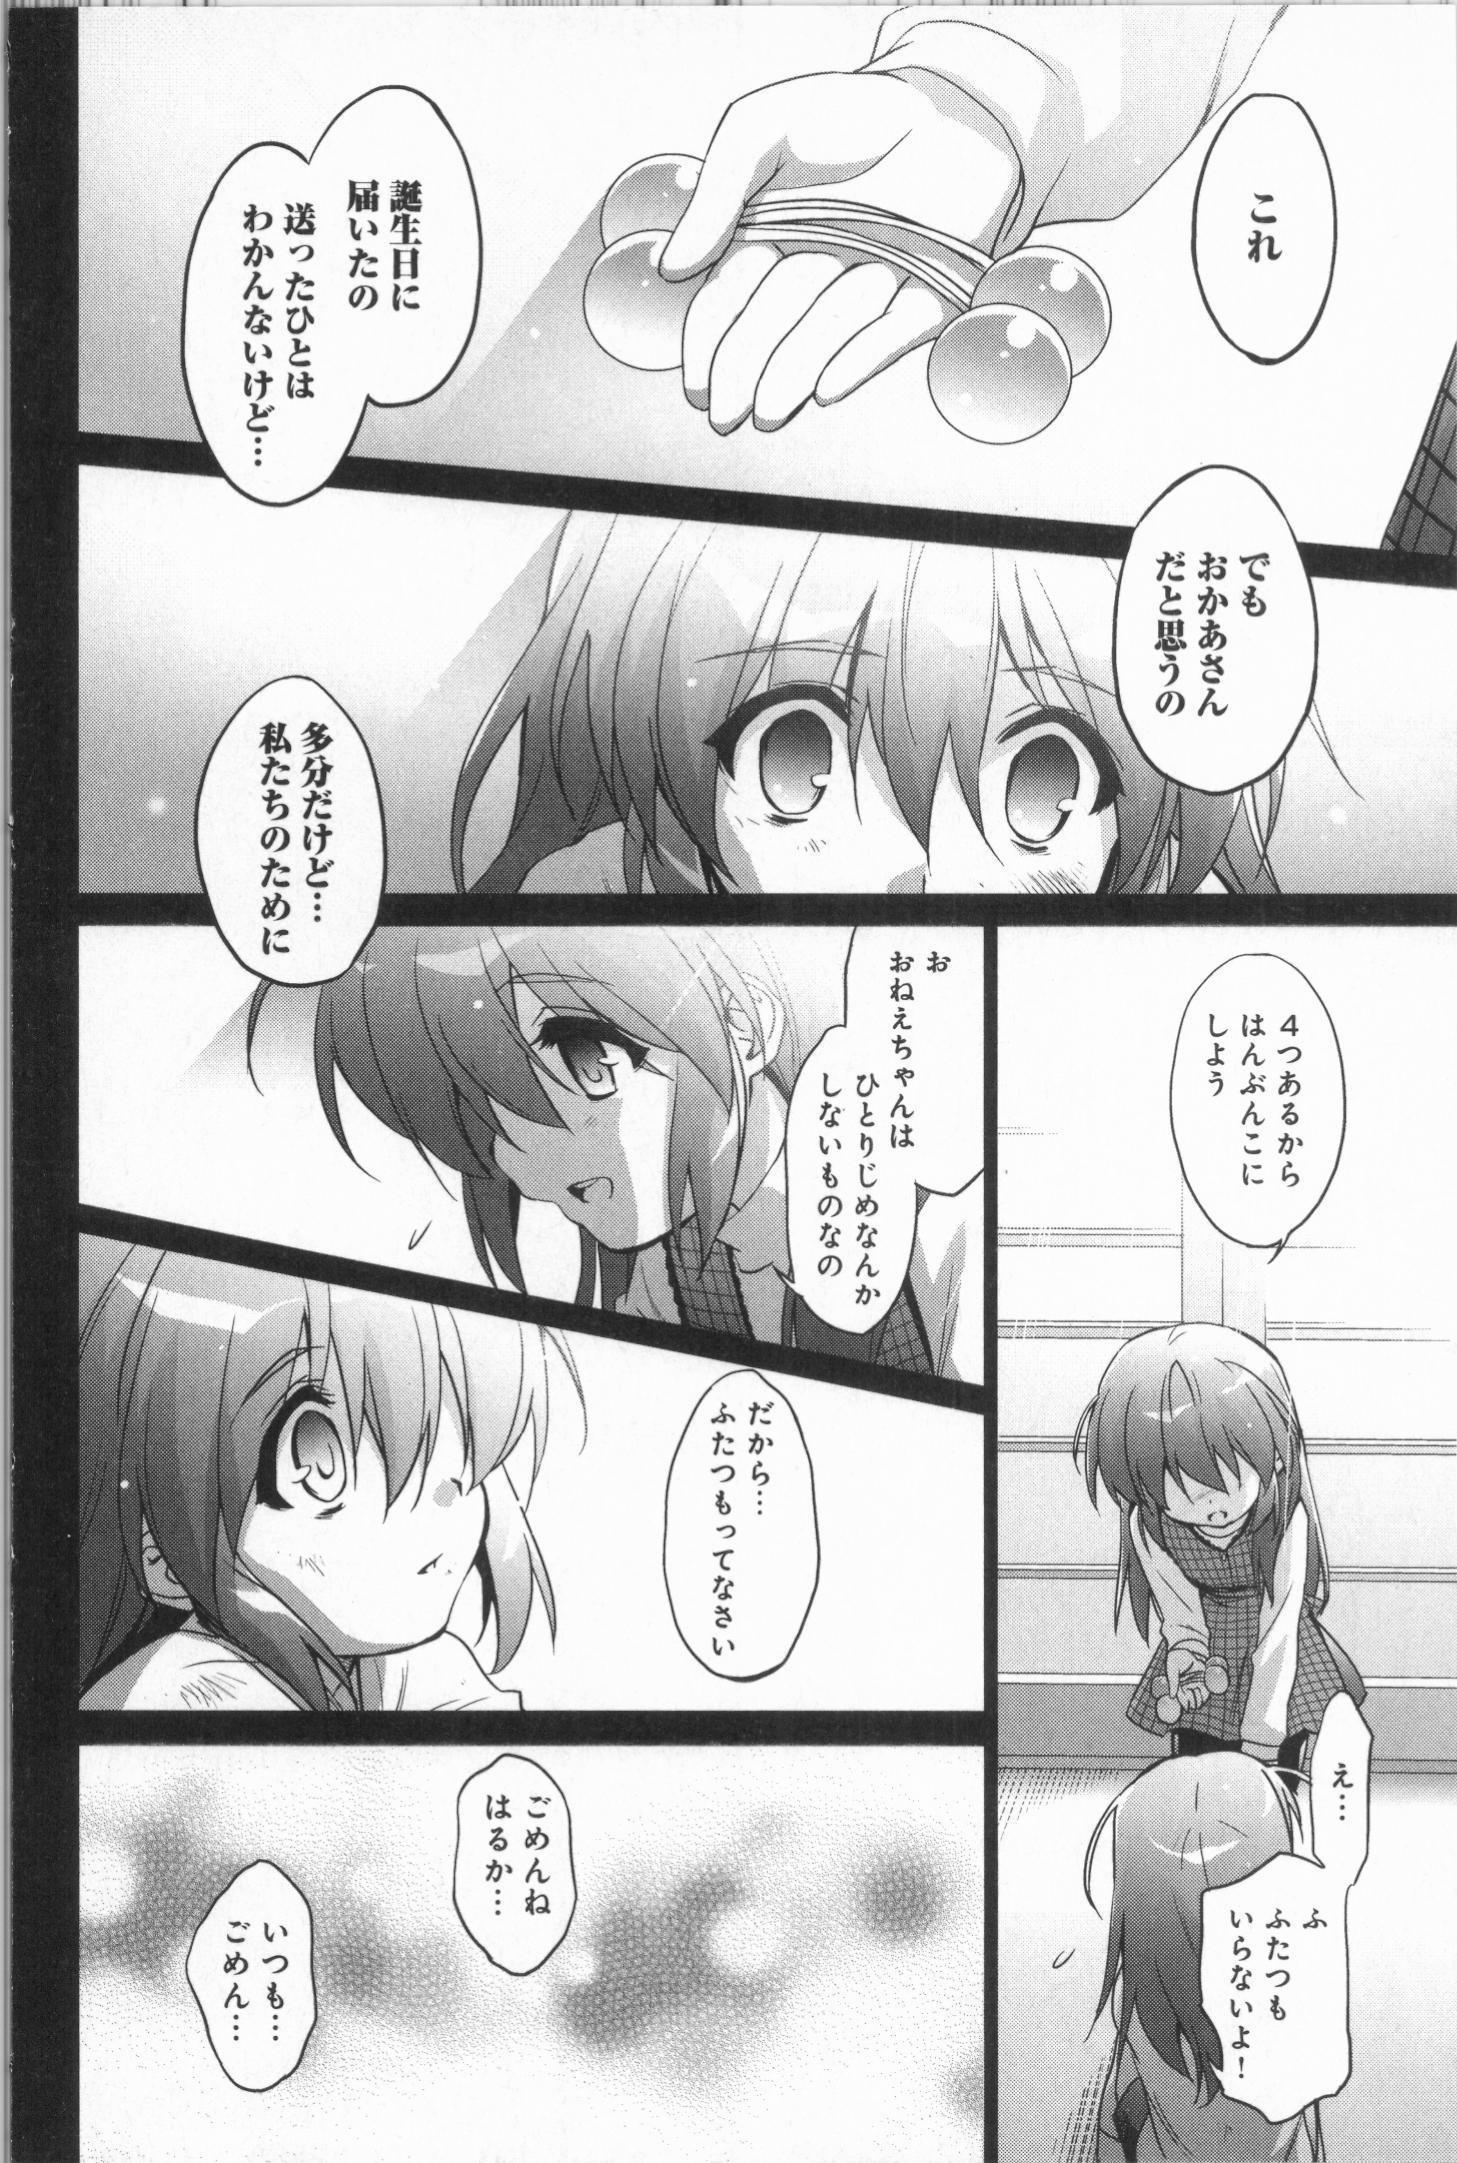 これ
誕生日に
届いたの
送ったひとは
わかんないけど…
でも
おかあさん
だと思うの
多分だけど…
私たちのために
4つあるから
はんぶんこに
しよう
え…
ふ
ふたつも
いらないよ！
お
おねえちゃんは
ひとりじめなんか
しないものなの
だから…
ふたつもってなさい
ごめんね
はるか…
いつも…
ごめん…